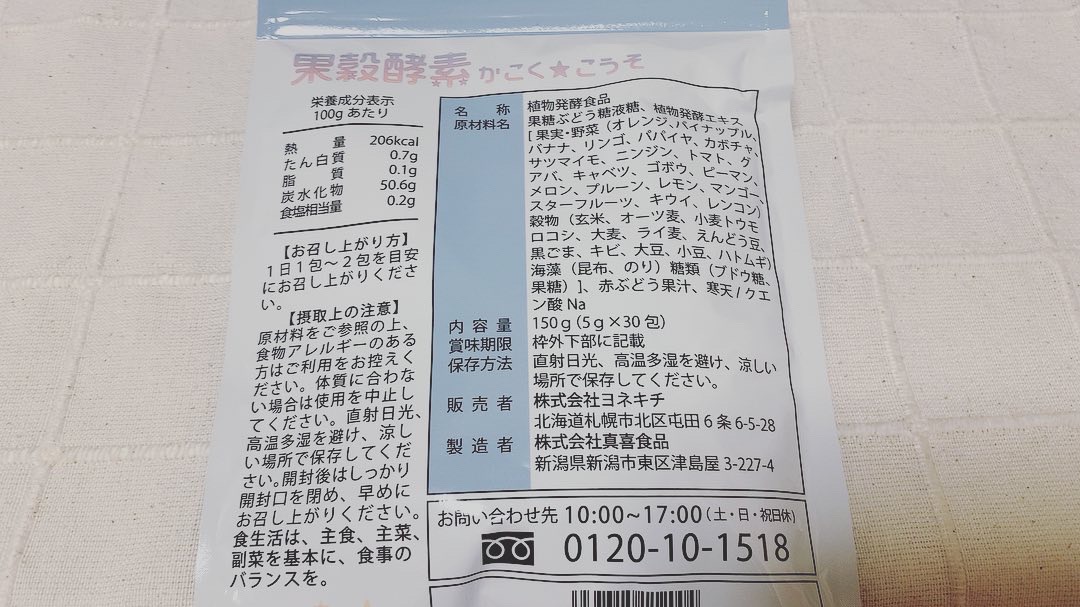 果穀酵素 かこく★こうそ
栄養成分表示
100gあたり
熱量 206kcal
たん白質 0.7g
脂質 0.1g
炭水化物 50.6g
食塩相当量 0.2g
【お召し上がり方】
1日1包〜2包を目安
にお召し上がりくださ
い。
【摂取上の注意】
原材料をご参照の上、
食物アレルギーのある
方はご利用をお控えく
ださい。体質に合わな
い場合は使用を中止し
てください。直射日光、
高温多湿を避け、涼し
い場所で保存してくだ
さい。開封後はしっかり
開封口を閉め、早めに
お召し上がりください。
食生活は、主食、主菜、
副菜を基本に、食事の
バランスを。
名称 植物発酵食品
原材料名 果糖ぶどう糖液糖、植物発酵エキス
[果実・野菜（オレンジ、パイナップル、
バナナ、リンゴ、パパイヤ、カボチャ、
サツマイモ、ニンジン、トマト、グ
アバ、キャベツ、ゴボウ、ピーマン、
メロン、プルーン、レモン、マンゴー、
スターフルーツ、キウイ、レンコン）
穀物（玄米、オーツ麦、小麦トウモ
ロコシ、大麦、ライ麦、えんどう豆、
黒ごま、キビ、大豆、小豆、ハトムギ）
海藻（昆布、のり）糖類（ブドウ糖、
果糖）]、赤ぶどう果汁、寒天/クエ
ン酸Na
内容量 150g（5g×30包）
賞味期限 枠外下部に記載
保存方法 直射日光、高温多湿を避け、涼しい
場所で保存してください。
販売者 株式会社ヨネキチ
北海道札幌市北区屯田6条6-5-28
製造者 株式会社真喜食品
新潟県新潟市東区津島屋3-227-4
お問い合わせ先 10:00〜17:00（土・日・祝日休）
0120-10-1518